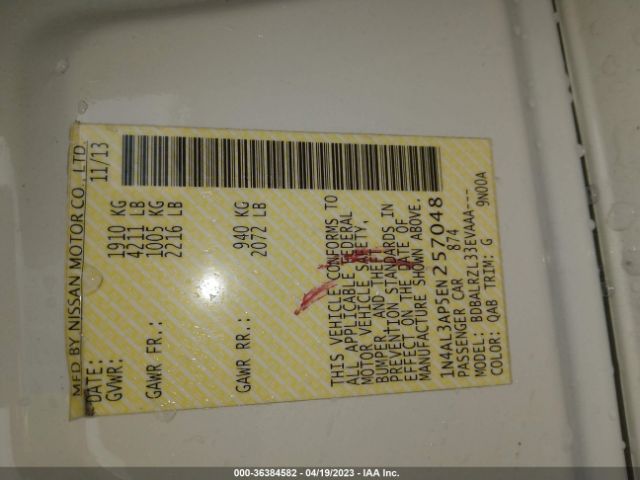 MFD BY NISSAN MOTOR CO., LTD.
DATE: 11/13
GVWR: 1910 KG
4211 LB
GAWR FR.: 1005 KG
2216 LB
GAWR RR.: 940 KG
2072 LB
THIS VEHICLE CONFORMS TO
ALL APPLICABLE FEDERAL
MOTOR VEHICLE SAFETY,
BUMPER, AND THEFT
PREVENTION STANDARDS IN
EFFECT ON THE DATE OF
MANUFACTURE SHOWN ABOVE.
1N4AL3AP5EN257048
PASSENGER CAR 874
MODEL: BDBALRZL33EVAAA---
COLOR: QAB TRIM: G 9N00A
000-36384582 - 04/19/2023 - IAA Inc.